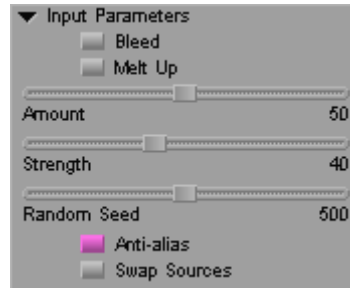 Input Parameters
Bleed
Melt Up
Amount 50
Strength 40
Random Seed 500
Anti-alias
Swap Sources